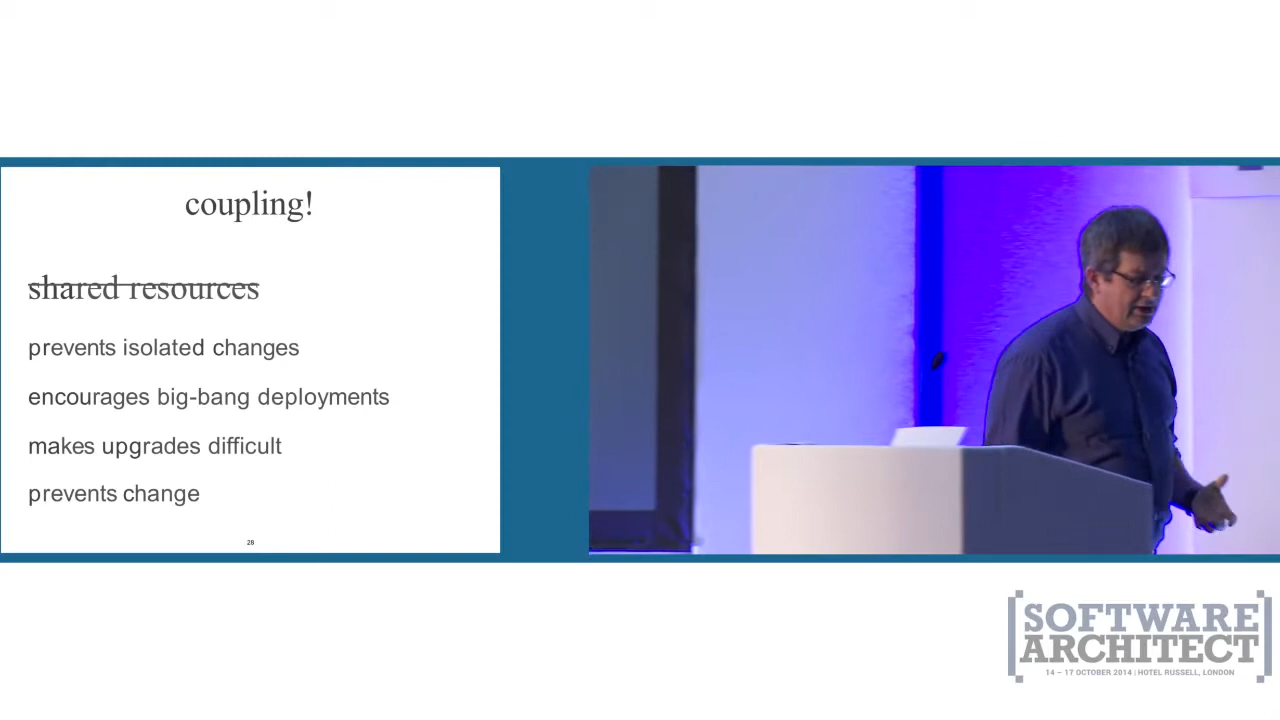 coupling!
shared resources
prevents isolated changes
encourages big-bang deployments
makes upgrades difficult
prevents change
28
SOFTWARE
ARCHITECT
14 – 17 OCTOBER 2014 | HOTEL RUSSELL, LONDON